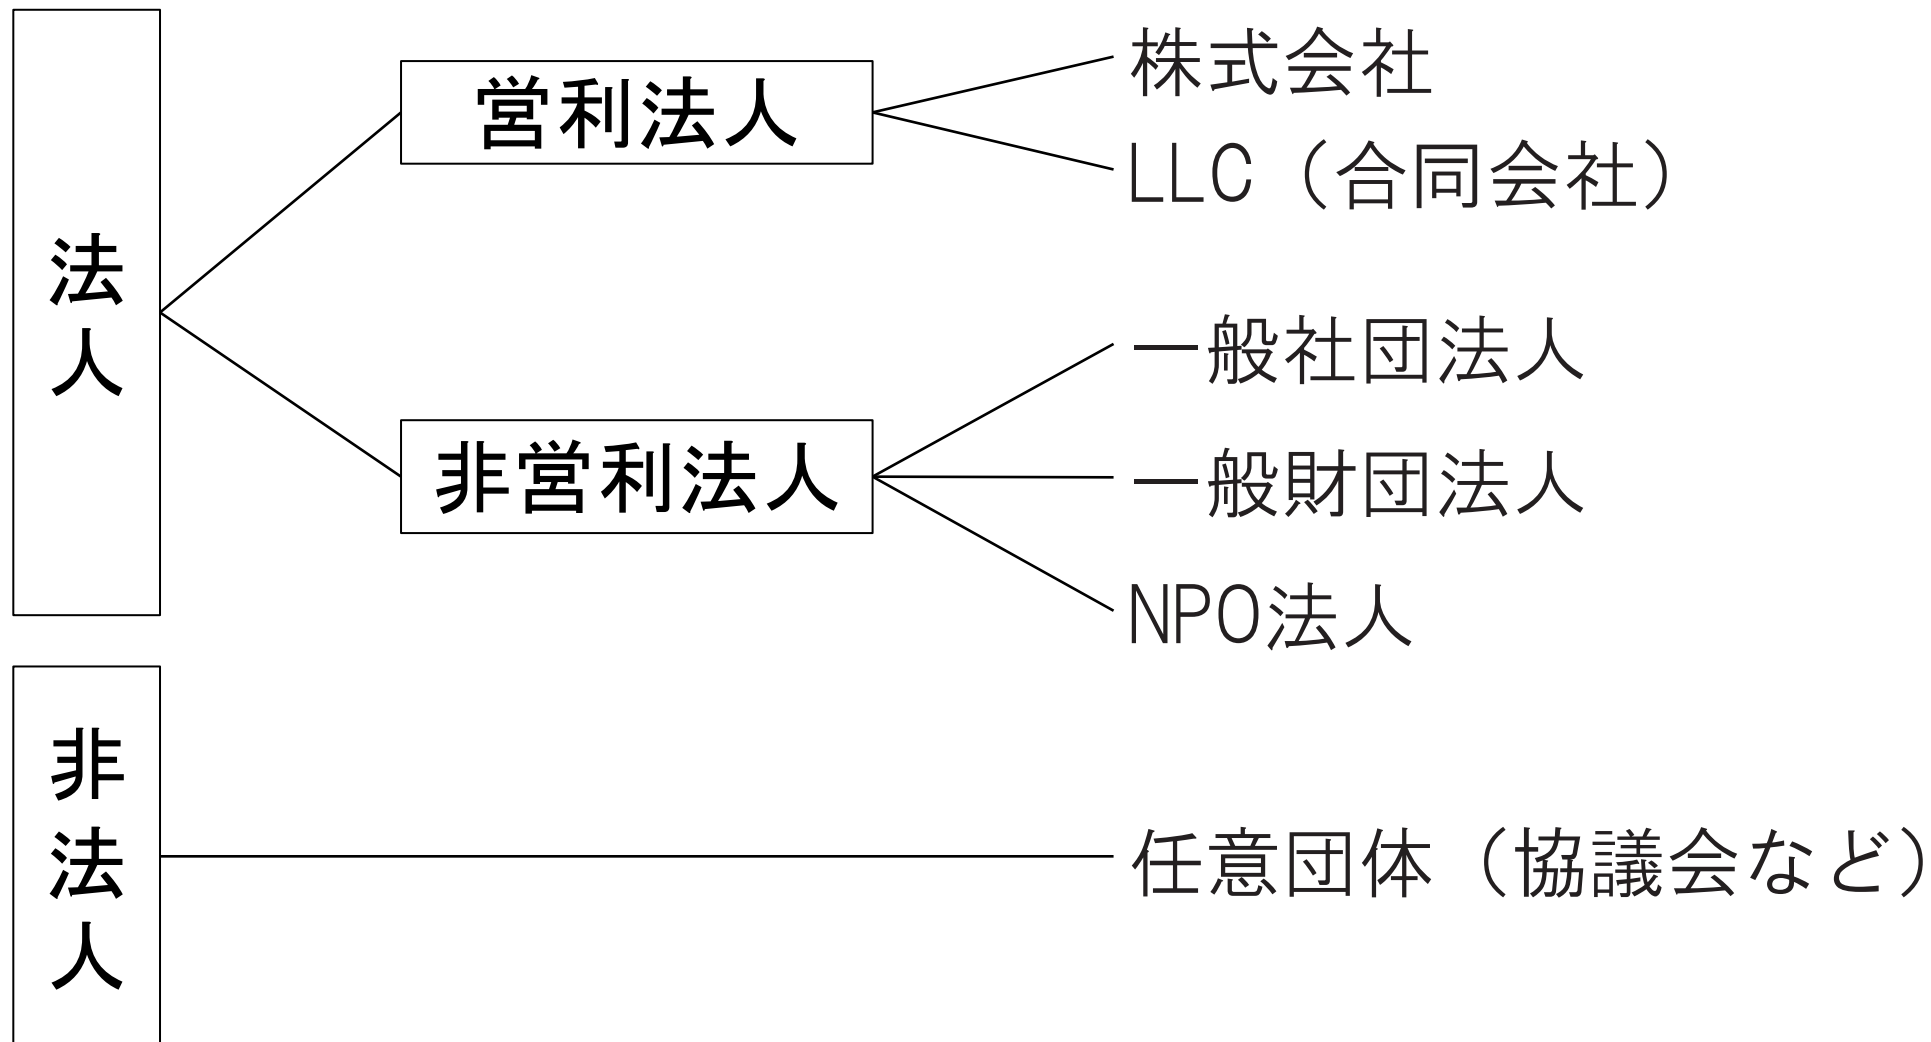 法人
営利法人
株式会社
LLC（合同会社）
非営利法人
一般社団法人
一般財団法人
NPO法人
非法人
任意団体（協議会など）